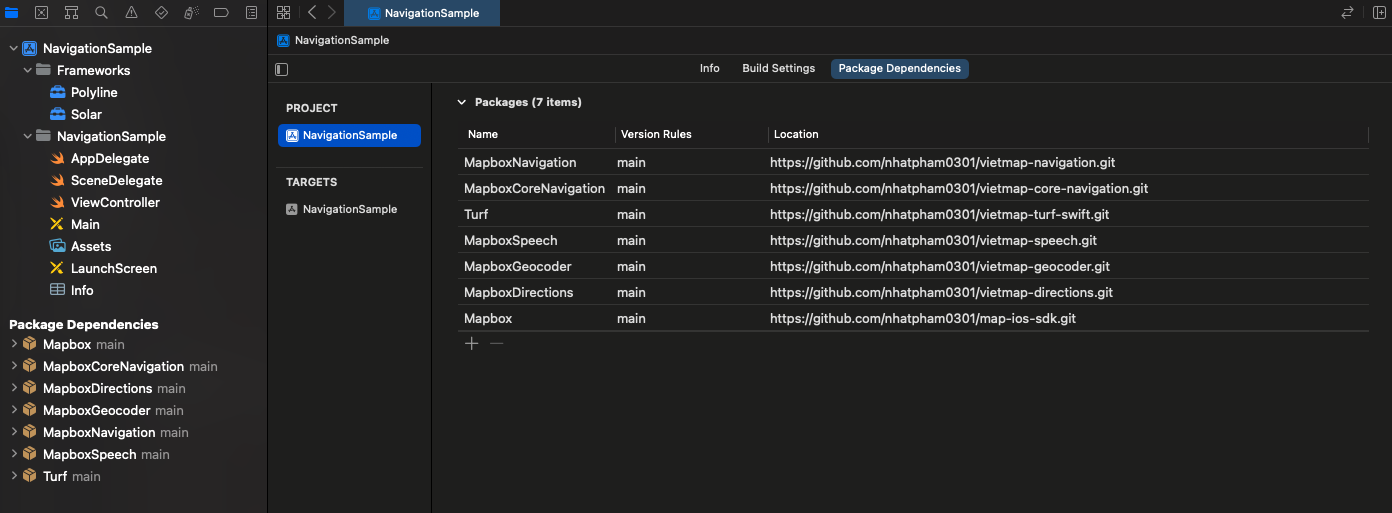 NavigationSample
NavigationSample
Frameworks
Polyline
Solar
NavigationSample
AppDelegate
SceneDelegate
ViewController
Main
Assets
LaunchScreen
Info
Package Dependencies
Mapbox main
MapboxCoreNavigation main
MapboxDirections main
MapboxGeocoder main
MapboxNavigation main
MapboxSpeech main
Turf main
NavigationSample
Info Build Settings Package Dependencies
PROJECT
NavigationSample
TARGETS
NavigationSample
Packages (7 items)
Name Version Rules Location
MapboxNavigation main https://github.com/nhatpham0301/vietmap-navigation.git
MapboxCoreNavigation main https://github.com/nhatpham0301/vietmap-core-navigation.git
Turf main https://github.com/nhatpham0301/vietmap-turf-swift.git
MapboxSpeech main https://github.com/nhatpham0301/vietmap-speech.git
MapboxGeocoder main https://github.com/nhatpham0301/vietmap-geocoder.git
MapboxDirections main https://github.com/nhatpham0301/vietmap-directions.git
Mapbox main https://github.com/nhatpham0301/map-ios-sdk.git